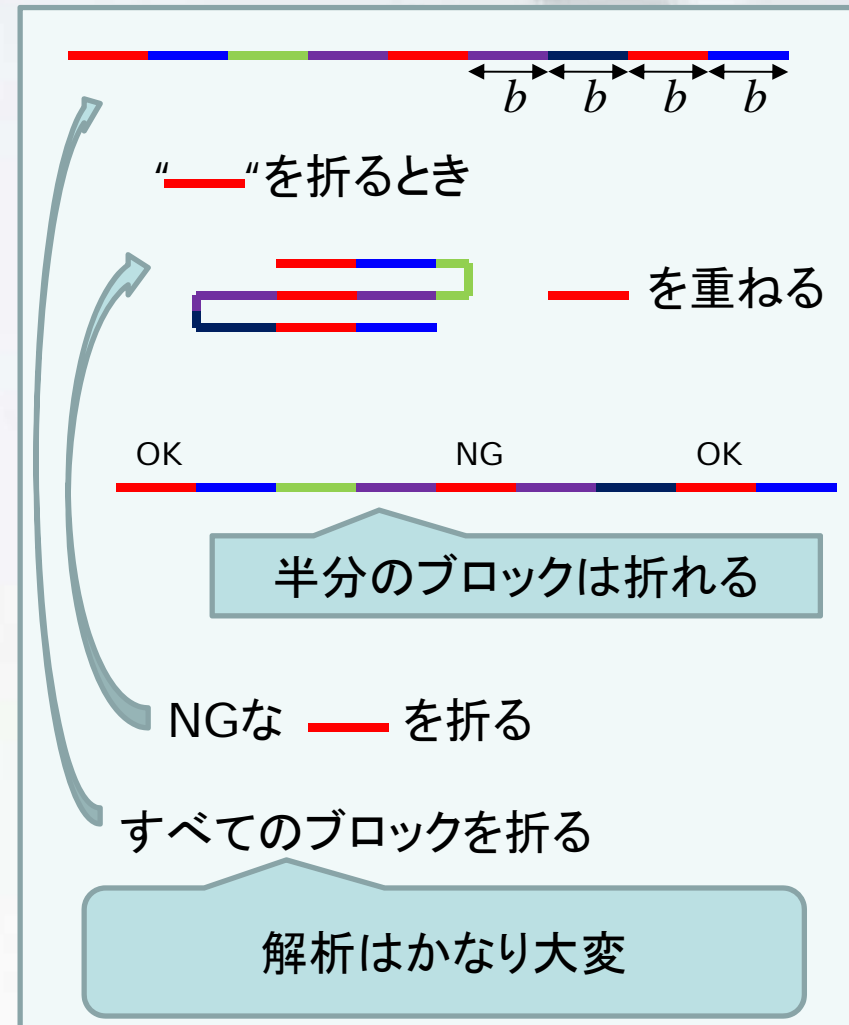 b b b b
“ “を折るとき
を重ねる
OK NG OK
半分のブロックは折れる
NGな を折る
すべてのブロックを折る
解析はかなり大変